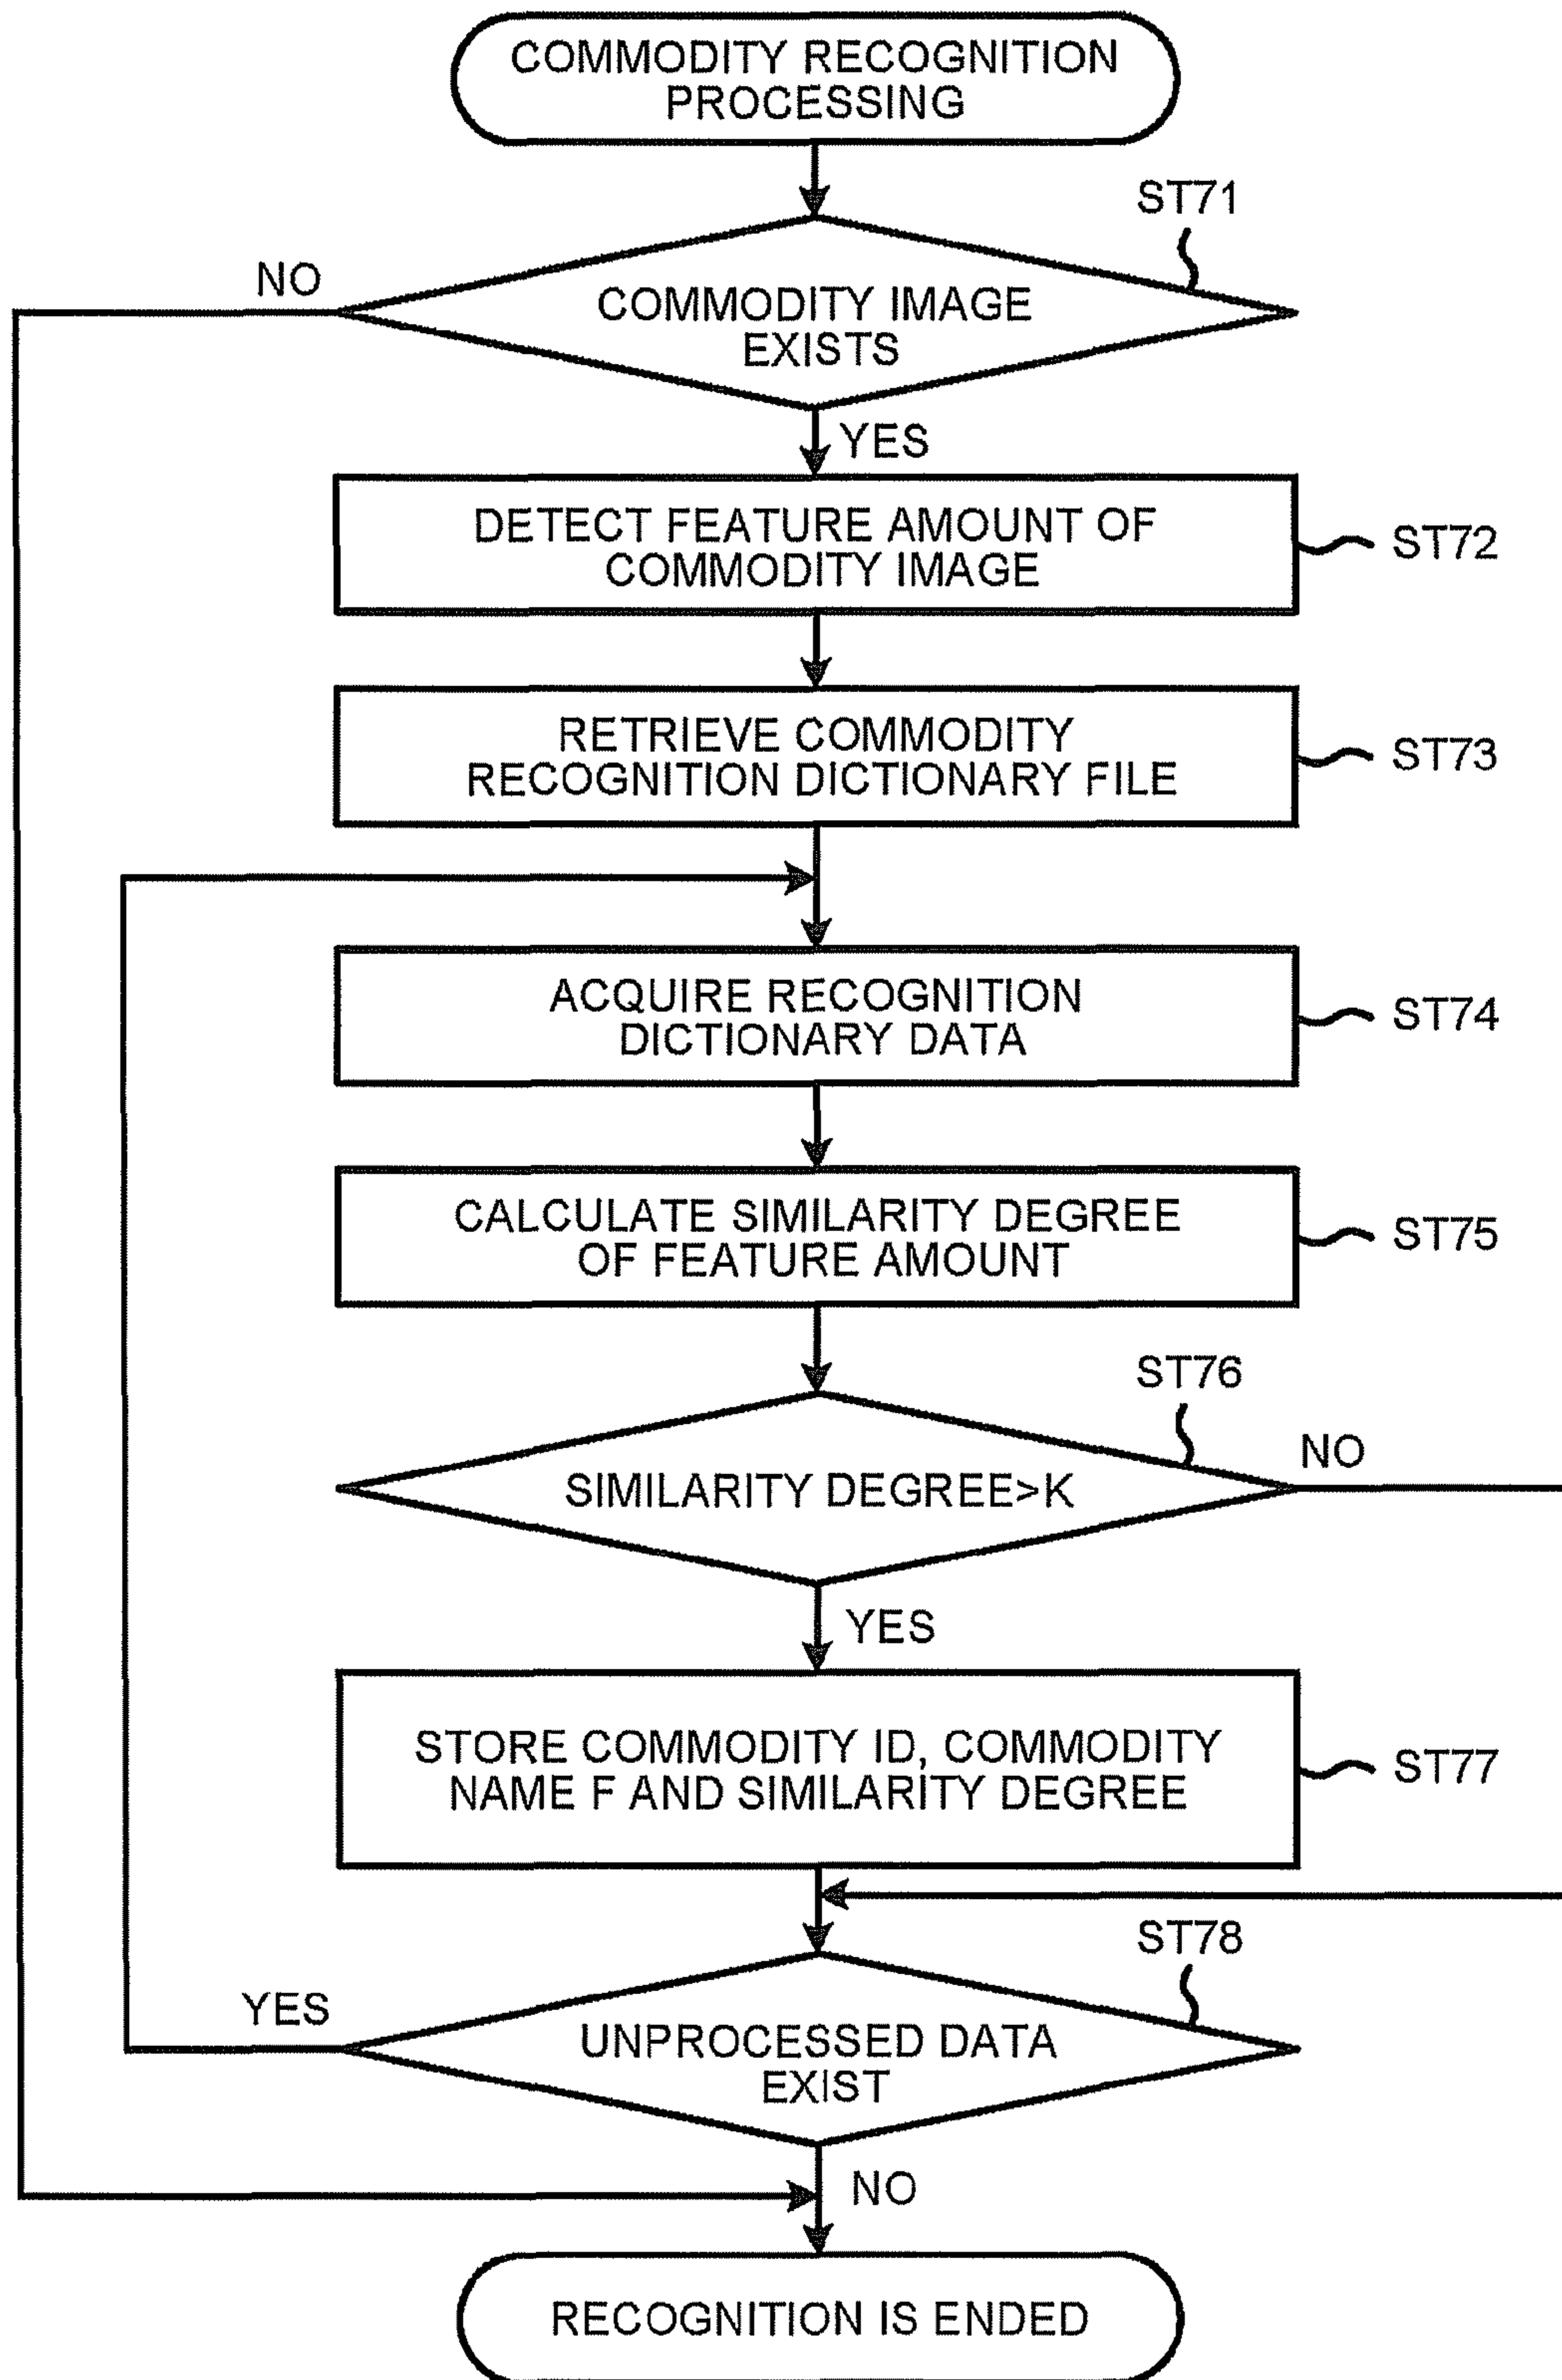 COMMODITY RECOGNITION
PROCESSING
ST71
NO
COMMODITY IMAGE
EXISTS
YES
DETECT FEATURE AMOUNT OF
COMMODITY IMAGE
ST72
RETRIEVE COMMODITY
RECOGNITION DICTIONARY FILE
ST73
ACQUIRE RECOGNITION
DICTIONARY DATA
ST74
CALCULATE SIMILARITY DEGREE
OF FEATURE AMOUNT
ST75
ST76
NO
SIMILARITY DEGREE>K
YES
STORE COMMODITY ID, COMMODITY
NAME F AND SIMILARITY DEGREE
ST77
ST78
YES
UNPROCESSED DATA
EXIST
NO
RECOGNITION IS ENDED